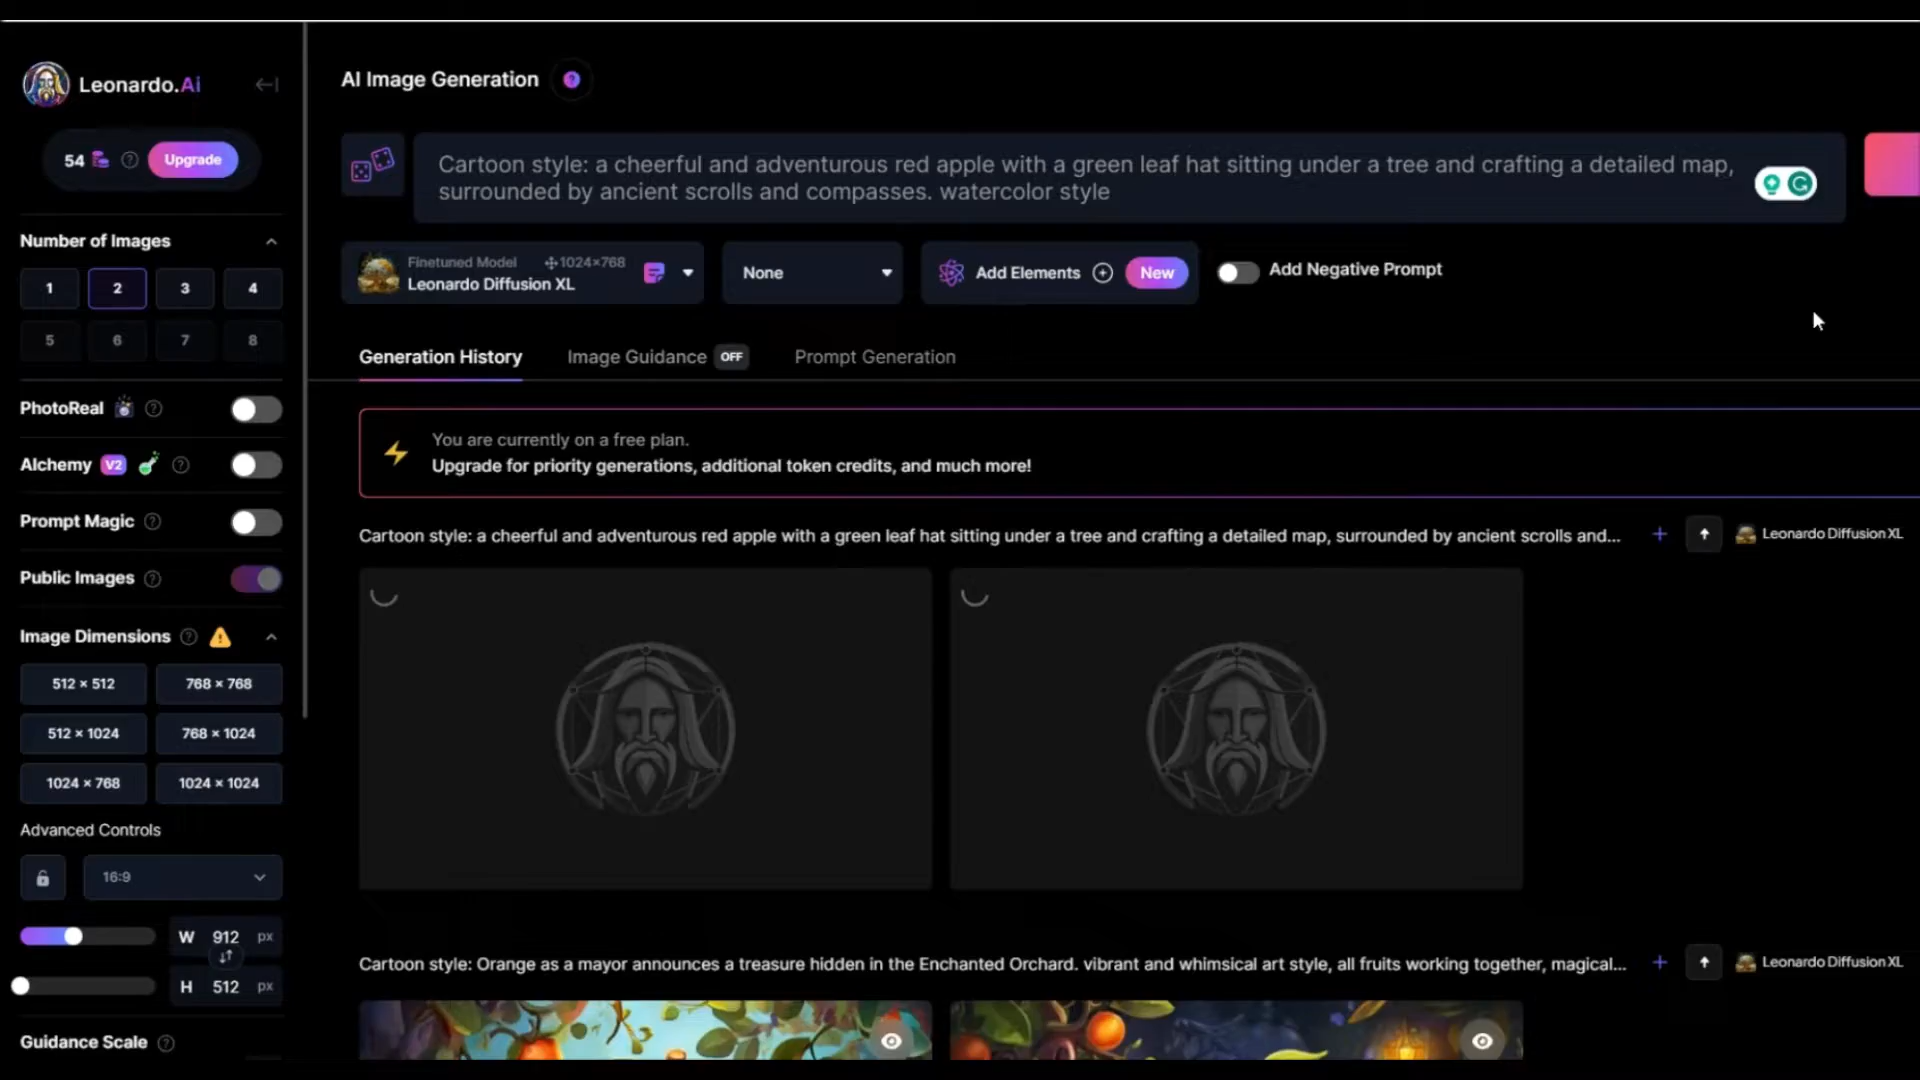 Leonardo.Ai
54
Upgrade
Number of Images
1
2
3
4
5
6
7
8
PhotoReal
Alchemy V2
Prompt Magic
Public Images
Image Dimensions
512 × 512
768 × 768
512 × 1024
768 × 1024
1024 × 768
1024 × 1024
Advanced Controls
16:9
W 912 px
H 512 px
Guidance Scale
AI Image Generation
Cartoon style: a cheerful and adventurous red apple with a green leaf hat sitting under a tree and crafting a detailed map,
surrounded by ancient scrolls and compasses. watercolor style
Finetuned Model 1024×768
Leonardo Diffusion XL
None
Add Elements
New
Add Negative Prompt
Generation History
Image Guidance OFF
Prompt Generation
You are currently on a free plan.
Upgrade for priority generations, additional token credits, and much more!
Cartoon style: a cheerful and adventurous red apple with a green leaf hat sitting under a tree and crafting a detailed map, surrounded by ancient scrolls and...
Leonardo Diffusion XL
Cartoon style: Orange as a mayor announces a treasure hidden in the Enchanted Orchard. vibrant and whimsical art style, all fruits working together, magical...
Leonardo Diffusion XL